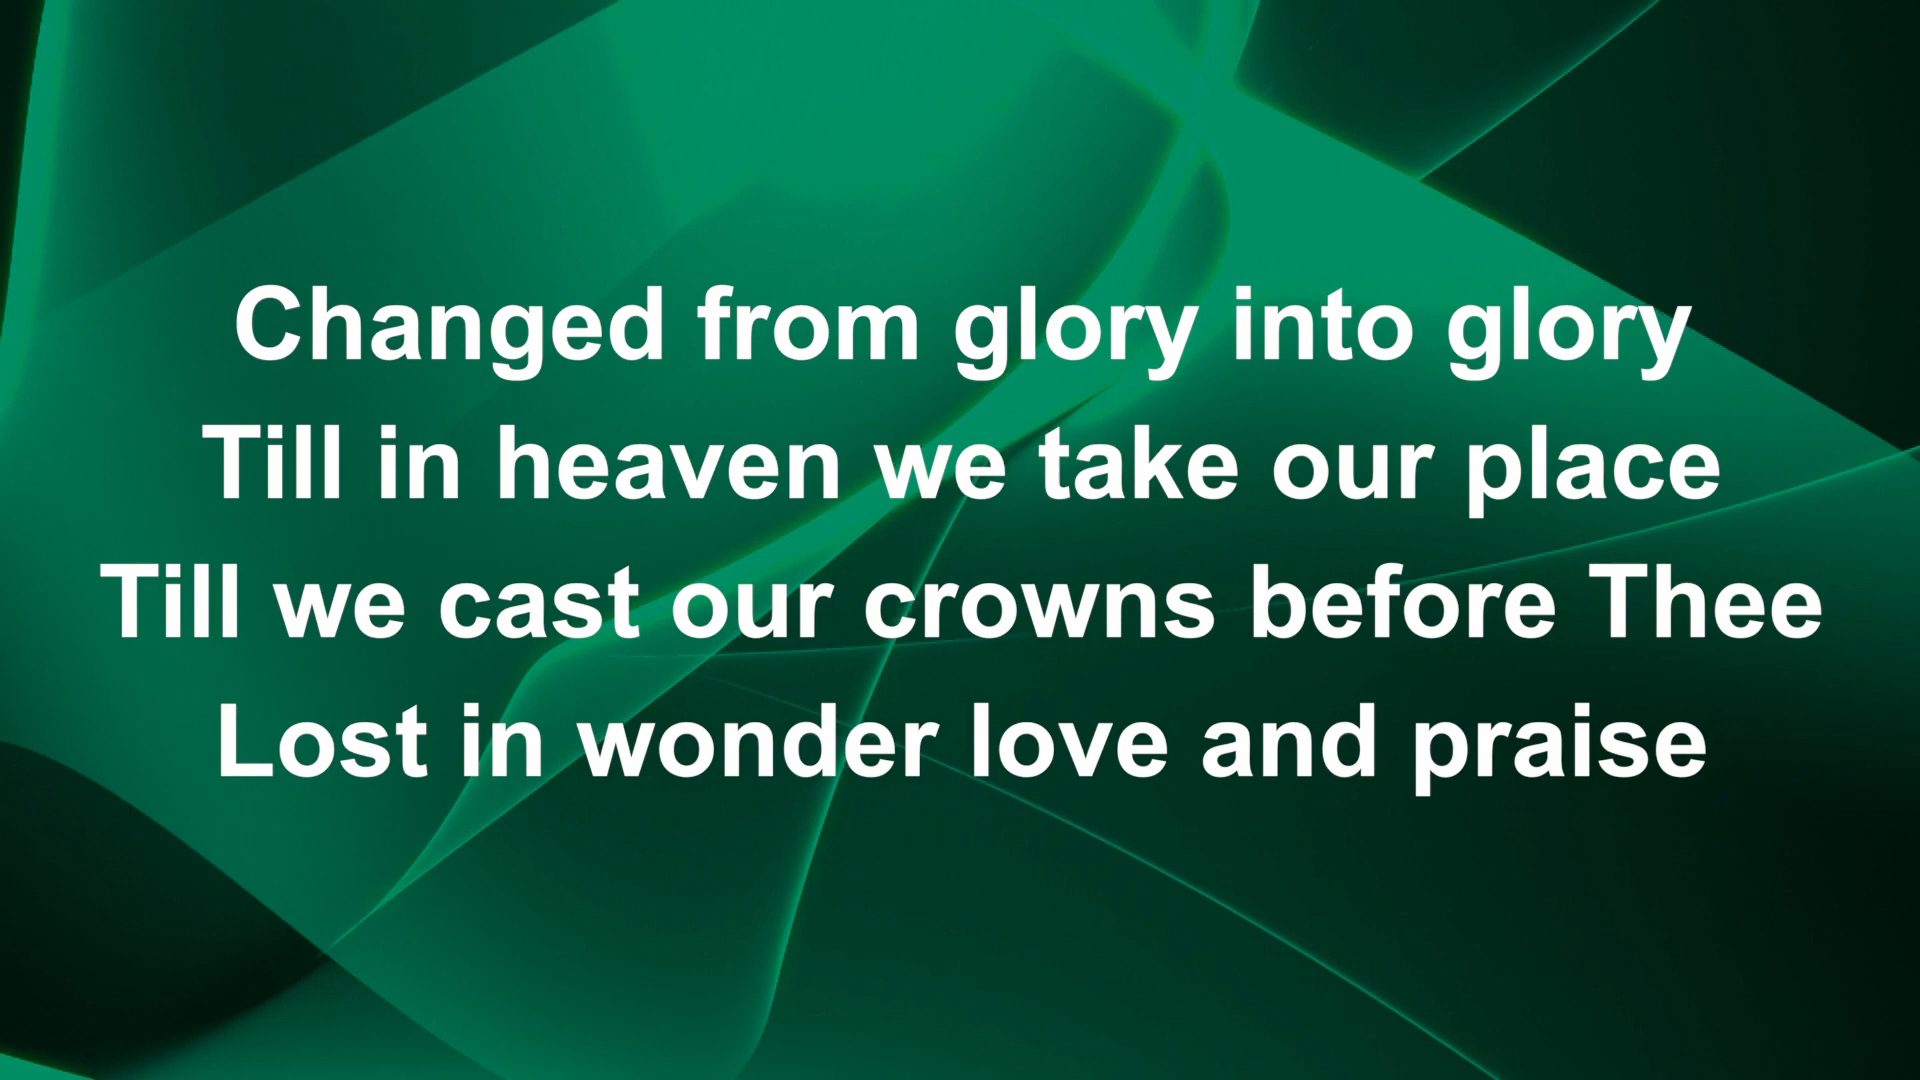 Changed from glory into glory
Till in heaven we take our place
Till we cast our crowns before Thee
Lost in wonder love and praise